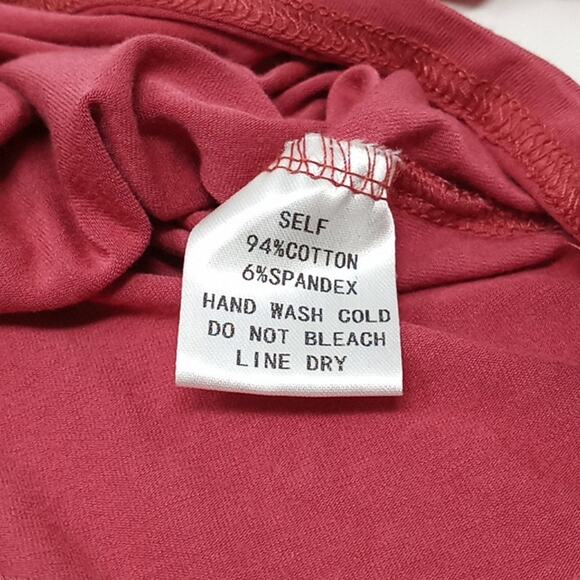 SELF
94%COTTON
6%SPANDEX
HAND WASH COLD
DO NOT BLEACH
LINE DRY